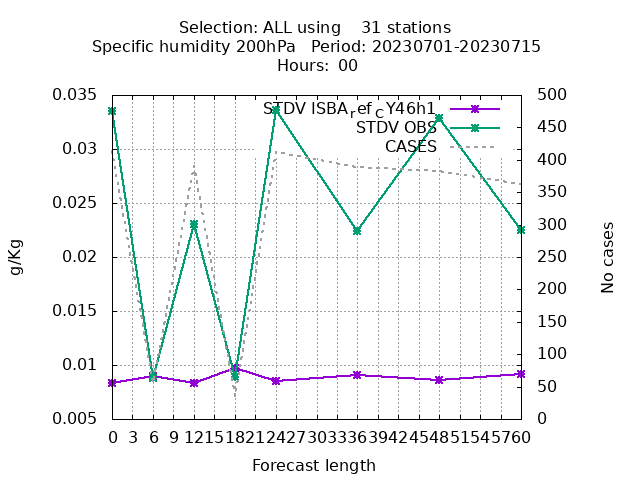 Selection: ALL using    31 stations
Specific humidity 200hPa   Period: 20230701-20230715
Hours: 00
STDV ISBA_ref_CY46h1
STDV OBS
CASES
0.035
0.03
0.025
0.02
0.015
0.01
0.005
500
450
400
350
300
250
200
150
100
50
0
g/Kg
No cases
0 3 6 9 12 15 18 21 24 27 30 33 36 39 42 45 48 51 54 57 60
Forecast length